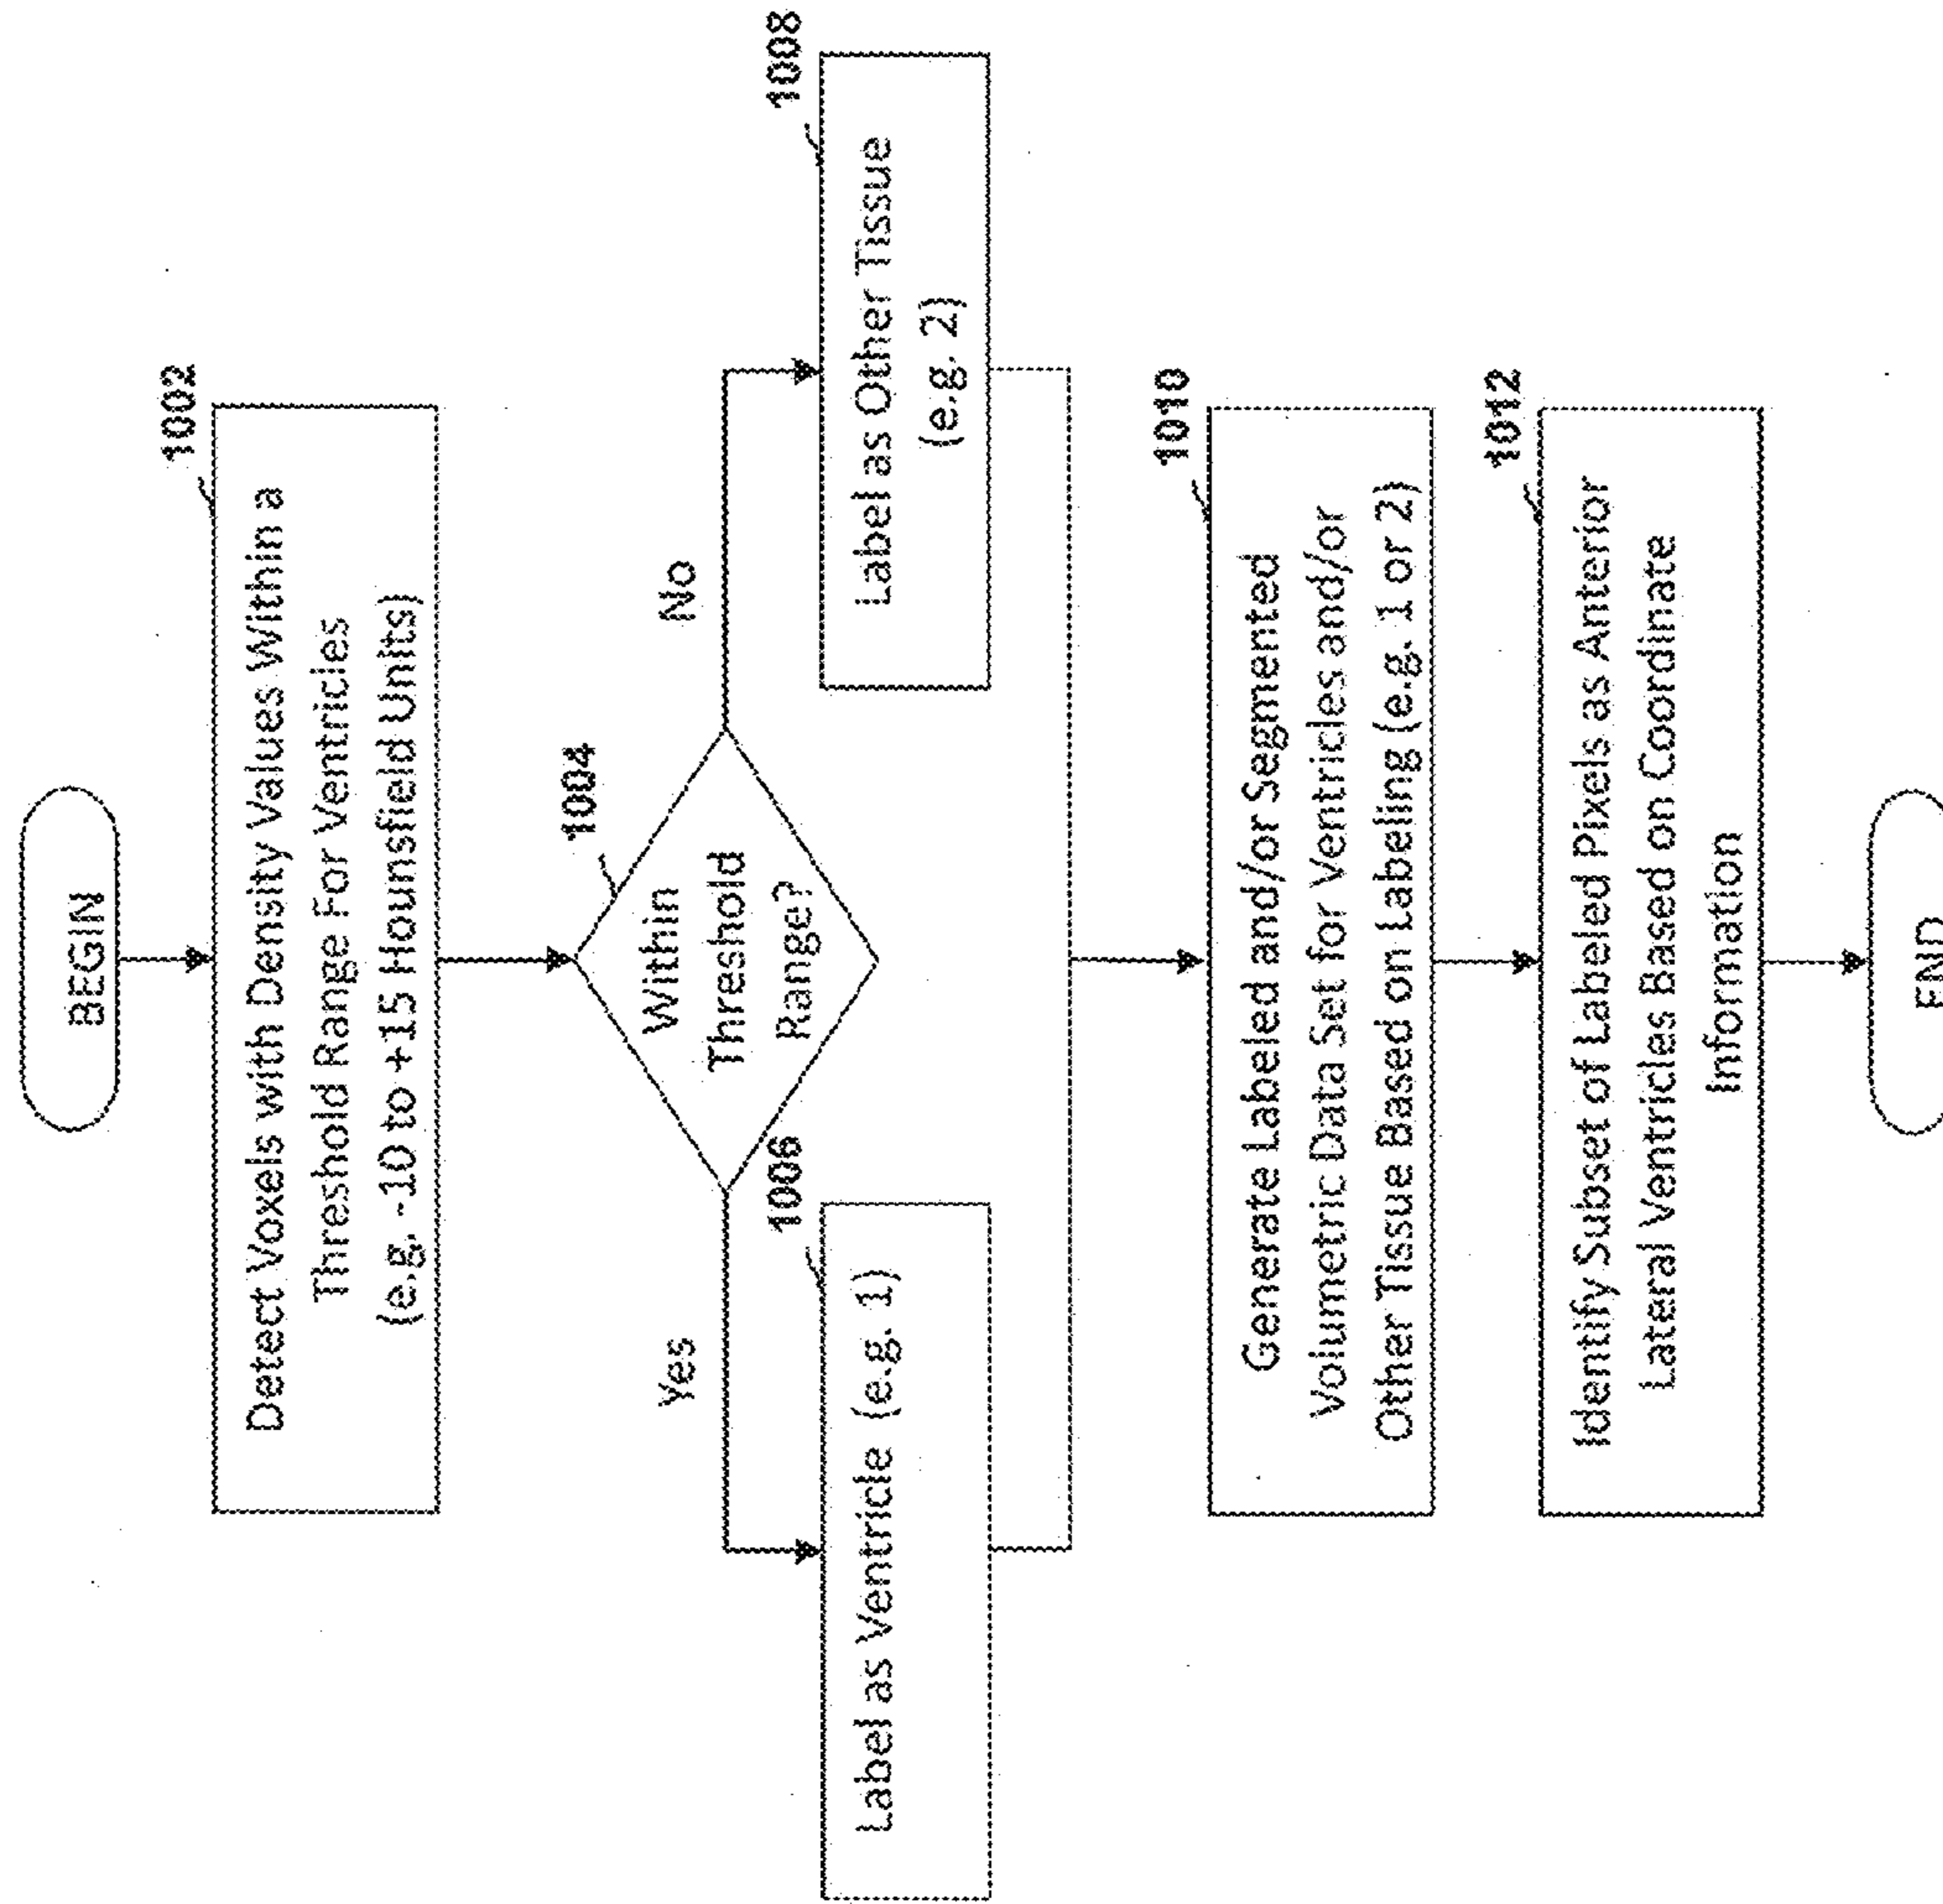 BEGIN
1002
Detect Voxels with Density Values Within a
Threshold Range For Ventricles
(e.g. -10 to +15 Hounsfield Units)
1004
Within
Threshold
Range?
Yes
No
1006
Label as Ventricle (e.g. 1)
1008
Label as Other Tissue
(e.g. 2)
1010
Generate Labeled and/or Segmented
Volumetric Data Set for Ventricles and/or
Other Tissue Based on Labeling (e.g. 1 or 2)
1012
Identify Subset of Labeled Pixels as Anterior
Lateral Ventricles Based on Coordinate
Information
END